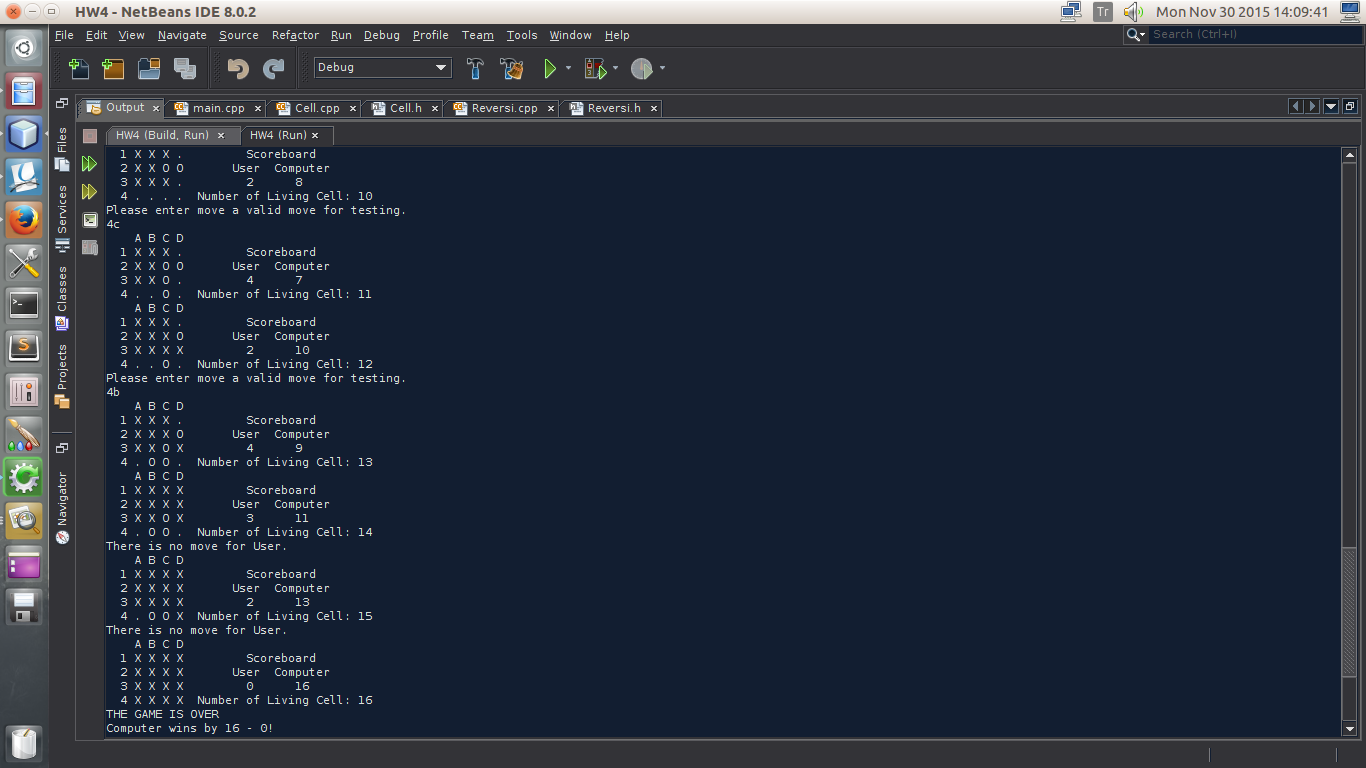 HW4 - NetBeans IDE 8.0.2
Tr
Mon Nov 30 2015 14:09:41
File Edit View Navigate Source Refactor Run Debug Profile Team Tools Window Help
Search (Ctrl+I)
Debug
Output main.cpp Cell.cpp Cell.h Reversi.cpp Reversi.h
HW4 (Build, Run) HW4 (Run)
Files
Services
Classes
Projects
Navigator
1 X X X . Scoreboard
2 X X O O User Computer
3 X X X . 2 8
4 . . . . Number of Living Cell: 10
Please enter move a valid move for testing.
4c
A B C D
1 X X X . Scoreboard
2 X X O O User Computer
3 X X O . 4 7
4 . . O . Number of Living Cell: 11
A B C D
1 X X X . Scoreboard
2 X X X O User Computer
3 X X X X 2 10
4 . . O . Number of Living Cell: 12
Please enter move a valid move for testing.
4b
A B C D
1 X X X . Scoreboard
2 X X X O User Computer
3 X X O X 4 9
4 . O O . Number of Living Cell: 13
A B C D
1 X X X X Scoreboard
2 X X X X User Computer
3 X X O X 3 11
4 . O O . Number of Living Cell: 14
There is no move for User.
A B C D
1 X X X X Scoreboard
2 X X X X User Computer
3 X X X X 2 13
4 . O O X Number of Living Cell: 15
There is no move for User.
A B C D
1 X X X X Scoreboard
2 X X X X User Computer
3 X X X X 0 16
4 X X X X Number of Living Cell: 16
THE GAME IS OVER
Computer wins by 16 - 0!